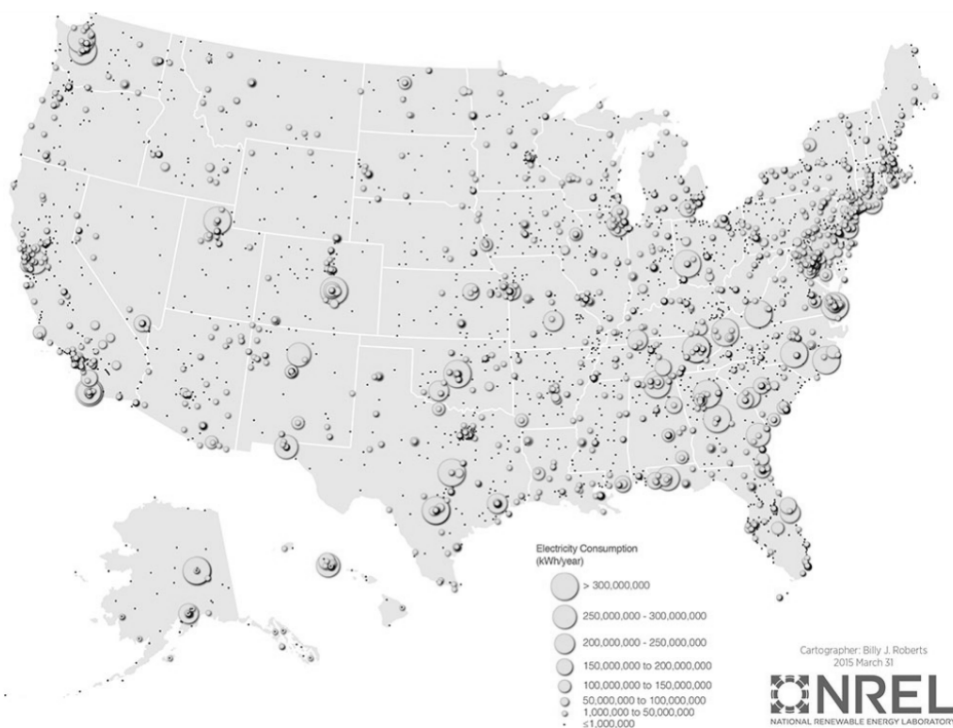 Electricity Consumption
(kWh/year)
> 300,000,000
250,000,000 - 300,000,000
200,000,000 - 250,000,000
150,000,000 to 200,000,000
100,000,000 to 150,000,000
50,000,000 to 100,000,000
1,000,000 to 50,000,000
≤1,000,000
Cartographer: Billy J. Roberts
2015 March 31
NREL
NATIONAL RENEWABLE ENERGY LABORATORY